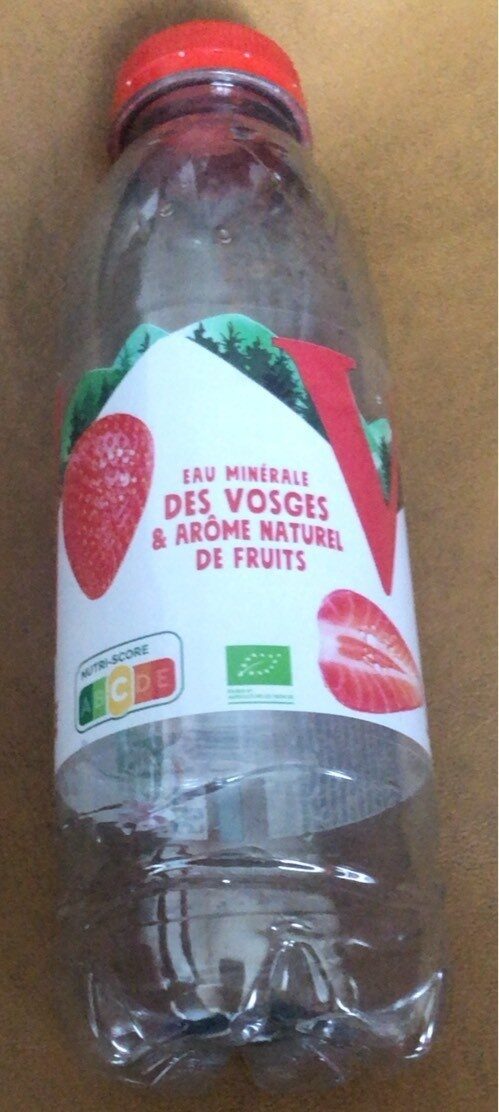 V
EAU MINÉRALE
DES VOSGES
& ARÔME NATUREL
DE FRUITS
NUTRI-SCORE
A B C D E